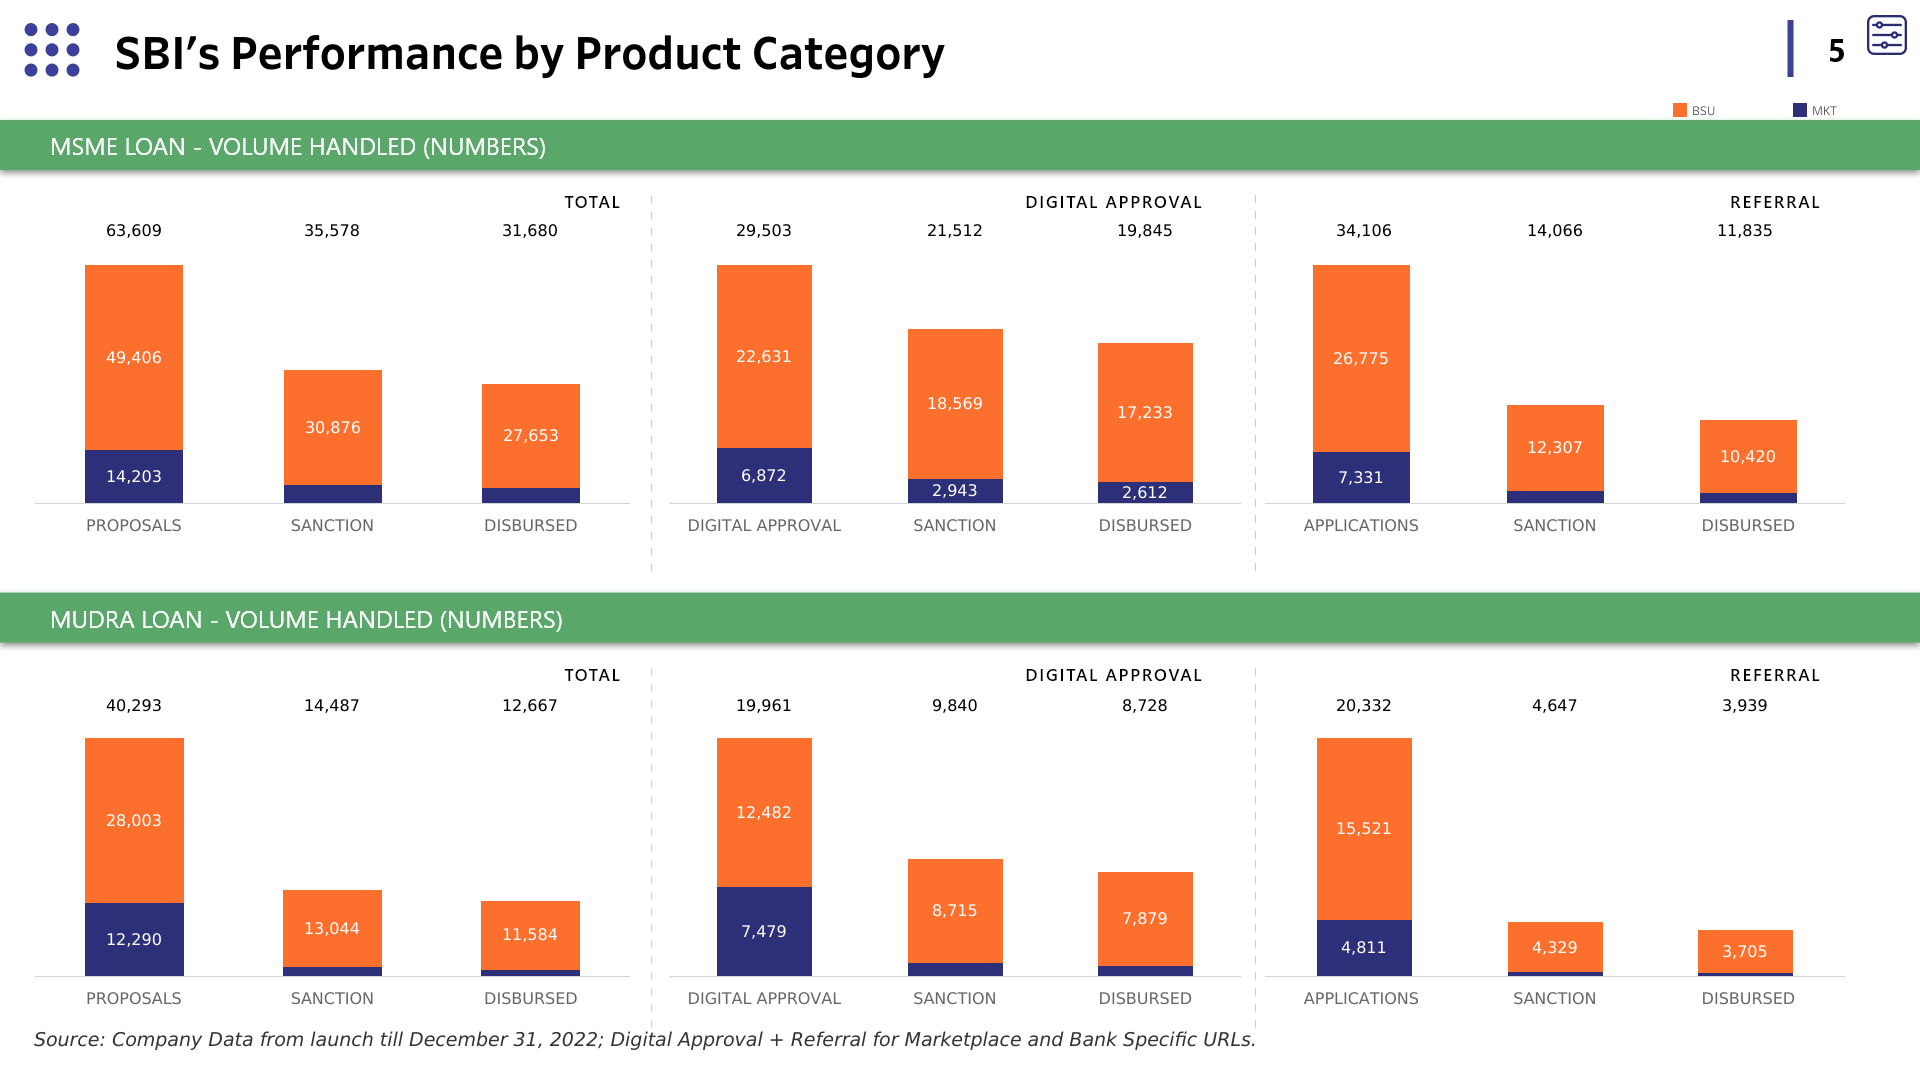 SBI’s Performance by Product Category
5
BSU MKT
MSME LOAN - VOLUME HANDLED (NUMBERS)
TOTAL
63,609 35,578 31,680
49,406
30,876
27,653
14,203
PROPOSALS SANCTION DISBURSED
DIGITAL APPROVAL
29,503 21,512 19,845
22,631
18,569
17,233
6,872
2,943
2,612
DIGITAL APPROVAL SANCTION DISBURSED
REFERRAL
34,106 14,066 11,835
26,775
12,307
10,420
7,331
APPLICATIONS SANCTION DISBURSED
MUDRA LOAN - VOLUME HANDLED (NUMBERS)
TOTAL
40,293 14,487 12,667
28,003
13,044
11,584
12,290
PROPOSALS SANCTION DISBURSED
DIGITAL APPROVAL
19,961 9,840 8,728
12,482
8,715
7,879
7,479
DIGITAL APPROVAL SANCTION DISBURSED
REFERRAL
20,332 4,647 3,939
15,521
4,329
3,705
4,811
APPLICATIONS SANCTION DISBURSED
Source: Company Data from launch till December 31, 2022; Digital Approval + Referral for Marketplace and Bank Specific URLs.